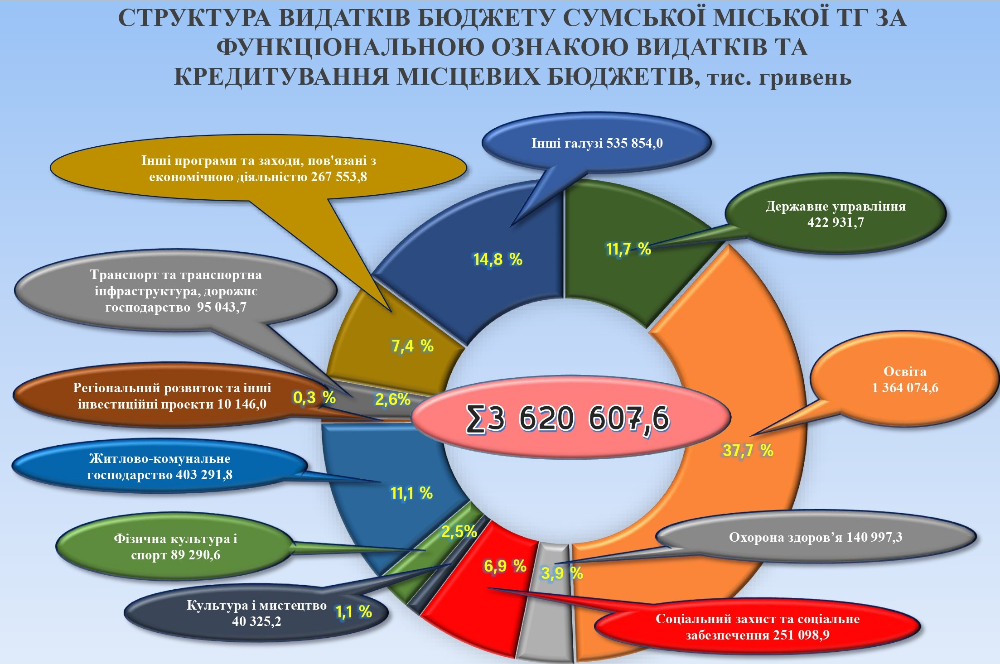 СТРУКТУРА ВИДАТКІВ БЮДЖЕТУ СУМСЬКОЇ МІСЬКОЇ ТГ ЗА
ФУНКЦІОНАЛЬНОЮ ОЗНАКОЮ ВИДАТКІВ ТА
КРЕДИТУВАННЯ МІСЦЕВИХ БЮДЖЕТІВ, тис. гривень
Інші галузі 535 854,0
Інші програми та заходи, пов'язані з
економічною діяльністю 267 553,8
Державне управління
422 931,7
11,7 %
14,8 %
Транспорт та транспортна
інфраструктура, дорожнє
господарство 95 043,7
7,4 %
Освіта
1 364 074,6
Регіональний розвиток та інші
інвестиційні проекти 10 146,0
0,3 %
2,6%
∑3 620 607,6
37,7 %
Житлово-комунальне
господарство 403 291,8
11,1 %
Фізична культура і
спорт 89 290,6
2,5%
Охорона здоров’я 140 997,3
6,9 %
3,9 %
Культура і мистецтво
40 325,2
1,1 %
Соціальний захист та соціальне
забезпечення 251 098,9